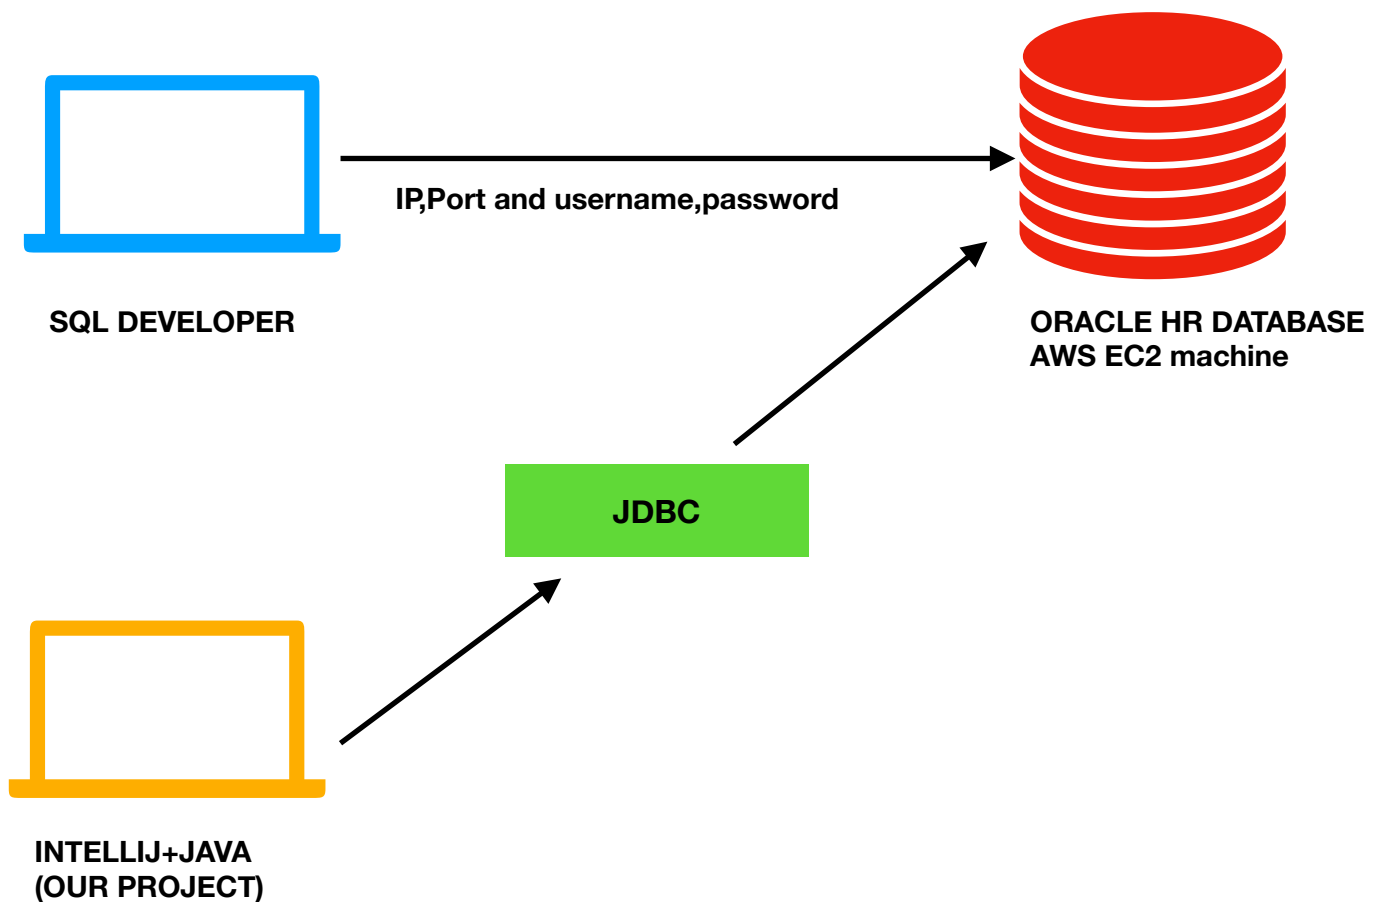 IP,Port and username,password
SQL DEVELOPER
ORACLE HR DATABASE
AWS EC2 machine
JDBC
INTELLIJ+JAVA
(OUR PROJECT)